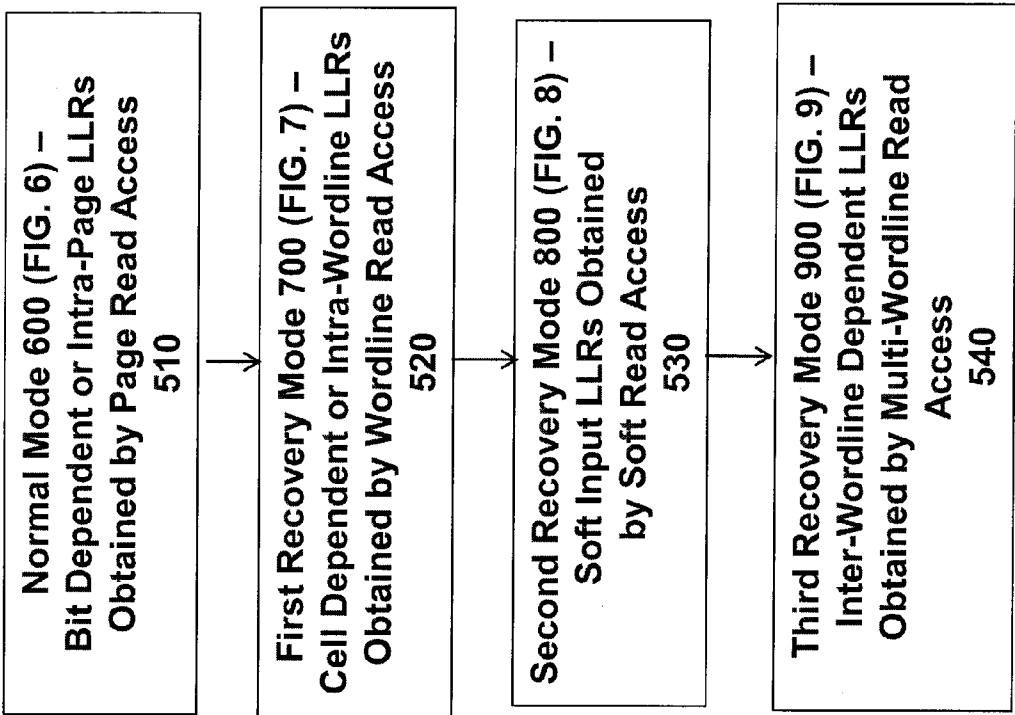 Normal Mode 600 (FIG. 6) –
Bit Dependent or Intra-Page LLRs
Obtained by Page Read Access
510
First Recovery Mode 700 (FIG. 7) –
Cell Dependent or Intra-Wordline LLRs
Obtained by Wordline Read Access
520
Second Recovery Mode 800 (FIG. 8) –
Soft Input LLRs Obtained
by Soft Read Access
530
Third Recovery Mode 900 (FIG. 9) –
Inter-Wordline Dependent LLRs
Obtained by Multi-Wordline Read
Access
540